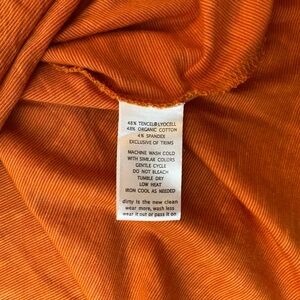 48% TENCEL® LYOCELL
48% ORGANIC COTTON
4% SPANDEX
EXCLUSIVE OF TRIMS
MACHINE WASH COLD
WITH SIMILAR COLORS
GENTLE CYCLE
DO NOT BLEACH
TUMBLE DRY
LOW HEAT
IRON COOL AS NEEDED
dirty is the new clean
wear more, wash less
wear it out or pass it on